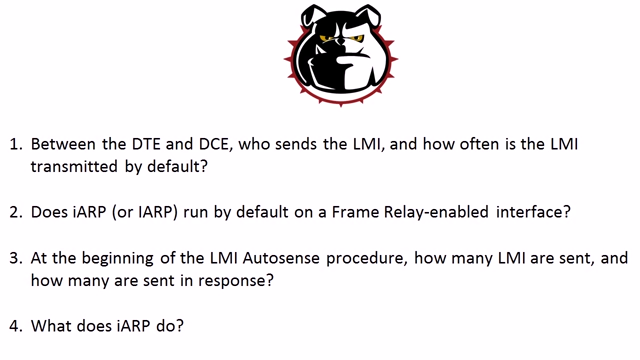 1. Between the DTE and DCE, who sends the LMI, and how often is the LMI
transmitted by default?
2. Does iARP (or IARP) run by default on a Frame Relay-enabled interface?
3. At the beginning of the LMI Autosense procedure, how many LMI are sent, and
how many are sent in response?
4. What does iARP do?